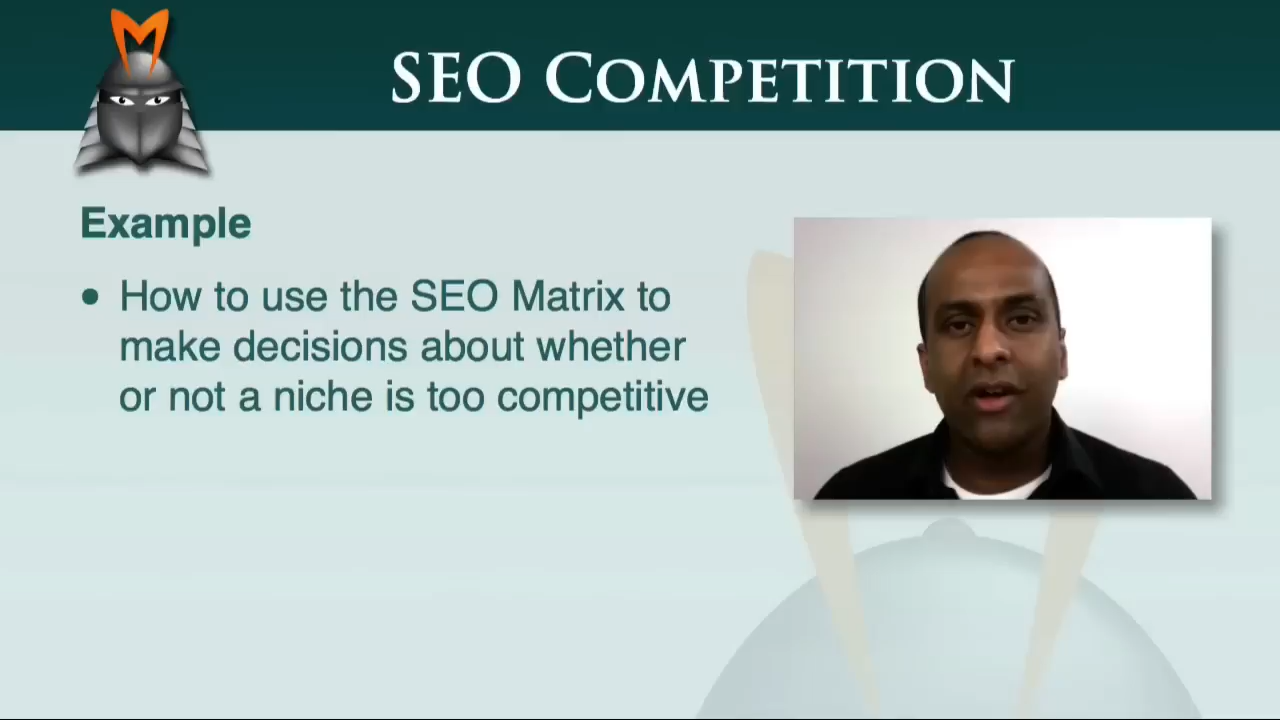 SEO COMPETITION
Example
• How to use the SEO Matrix to
make decisions about whether
or not a niche is too competitive